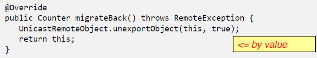 @Override
public Counter migrateBack() throws RemoteException {
UnicastRemoteObject.unexportObject(this, true);
return this;
<= by value
}